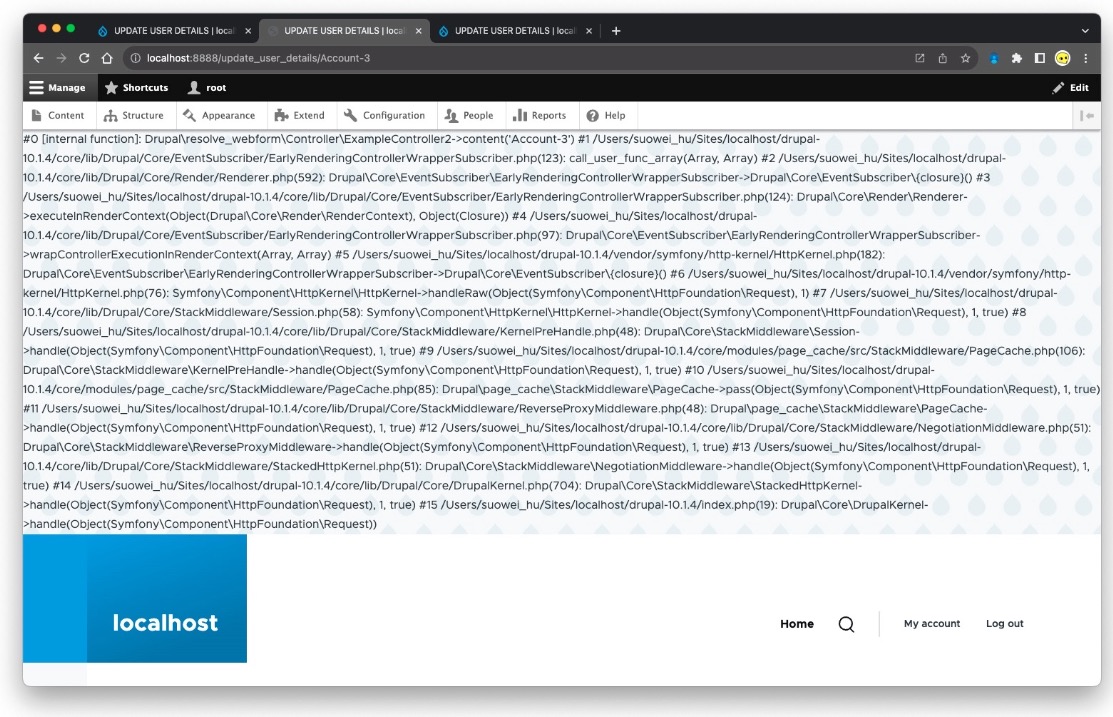 UPDATE USER DETAILS | local
UPDATE USER DETAILS | local
UPDATE USER DETAILS | local
localhost:8888/update_user_details/Account-3
Manage Shortcuts root Edit
Content Structure Appearance Extend Configuration People Reports Help
#0 [internal function]: Drupal\resolve_webform\Controller\ExampleController2->content('Account-3') #1 /Users/suowei_hu/Sites/localhost/drupal-
10.1.4/core/lib/Drupal/Core/EventSubscriber/EarlyRenderingControllerWrapperSubscriber.php(123): call_user_func_array(Array, Array) #2 /Users/suowei_hu/Sites/localhost/drupal-
10.1.4/core/lib/Drupal/Core/Render/Renderer.php(592): Drupal\Core\EventSubscriber\EarlyRenderingControllerWrapperSubscriber->Drupal\Core\EventSubscriber\{closure}() #3
/Users/suowei_hu/Sites/localhost/drupal-10.1.4/core/lib/Drupal/Core/EventSubscriber/EarlyRenderingControllerWrapperSubscriber.php(124): Drupal\Core\Render\Renderer-
>executeInRenderContext(Object(Drupal\Core\Render\RenderContext), Object(Closure)) #4 /Users/suowei_hu/Sites/localhost/drupal-
10.1.4/core/lib/Drupal/Core/EventSubscriber/EarlyRenderingControllerWrapperSubscriber.php(97): Drupal\Core\EventSubscriber\EarlyRenderingControllerWrapperSubscriber-
>wrapControllerExecutionInRenderContext(Array, Array) #5 /Users/suowei_hu/Sites/localhost/drupal-10.1.4/vendor/symfony/http-kernel/HttpKernel.php(182):
Drupal\Core\EventSubscriber\EarlyRenderingControllerWrapperSubscriber->Drupal\Core\EventSubscriber\{closure}() #6 /Users/suowei_hu/Sites/localhost/drupal-10.1.4/vendor/symfony/http-
kernel/HttpKernel.php(76): Symfony\Component\HttpKernel\HttpKernel->handleRaw(Object(Symfony\Component\HttpFoundation\Request), 1) #7 /Users/suowei_hu/Sites/localhost/drupal-
10.1.4/core/lib/Drupal/Core/StackMiddleware/Session.php(58): Symfony\Component\HttpKernel\HttpKernel->handle(Object(Symfony\Component\HttpFoundation\Request), 1, true) #8
/Users/suowei_hu/Sites/localhost/drupal-10.1.4/core/lib/Drupal/Core/StackMiddleware/KernelPreHandle.php(48): Drupal\Core\StackMiddleware\Session-
>handle(Object(Symfony\Component\HttpFoundation\Request), 1, true) #9 /Users/suowei_hu/Sites/localhost/drupal-10.1.4/core/modules/page_cache/src/StackMiddleware/PageCache.php(106):
Drupal\Core\StackMiddleware\KernelPreHandle->handle(Object(Symfony\Component\HttpFoundation\Request), 1, true) #10 /Users/suowei_hu/Sites/localhost/drupal-
10.1.4/core/modules/page_cache/src/StackMiddleware/PageCache.php(85): Drupal\page_cache\StackMiddleware\PageCache->pass(Object(Symfony\Component\HttpFoundation\Request), 1, true)
#11 /Users/suowei_hu/Sites/localhost/drupal-10.1.4/core/lib/Drupal/Core/StackMiddleware/ReverseProxyMiddleware.php(48): Drupal\page_cache\StackMiddleware\PageCache-
>handle(Object(Symfony\Component\HttpFoundation\Request), 1, true) #12 /Users/suowei_hu/Sites/localhost/drupal-10.1.4/core/lib/Drupal/Core/StackMiddleware/NegotiationMiddleware.php(51):
Drupal\Core\StackMiddleware\ReverseProxyMiddleware->handle(Object(Symfony\Component\HttpFoundation\Request), 1, true) #13 /Users/suowei_hu/Sites/localhost/drupal-
10.1.4/core/lib/Drupal/Core/StackMiddleware/StackedHttpKernel.php(51): Drupal\Core\StackMiddleware\NegotiationMiddleware->handle(Object(Symfony\Component\HttpFoundation\Request), 1,
true) #14 /Users/suowei_hu/Sites/localhost/drupal-10.1.4/core/lib/Drupal/Core/DrupalKernel.php(704): Drupal\Core\StackMiddleware\StackedHttpKernel-
>handle(Object(Symfony\Component\HttpFoundation\Request), 1, true) #15 /Users/suowei_hu/Sites/localhost/drupal-10.1.4/index.php(19): Drupal\Core\DrupalKernel-
>handle(Object(Symfony\Component\HttpFoundation\Request))
localhost
Home My account Log out